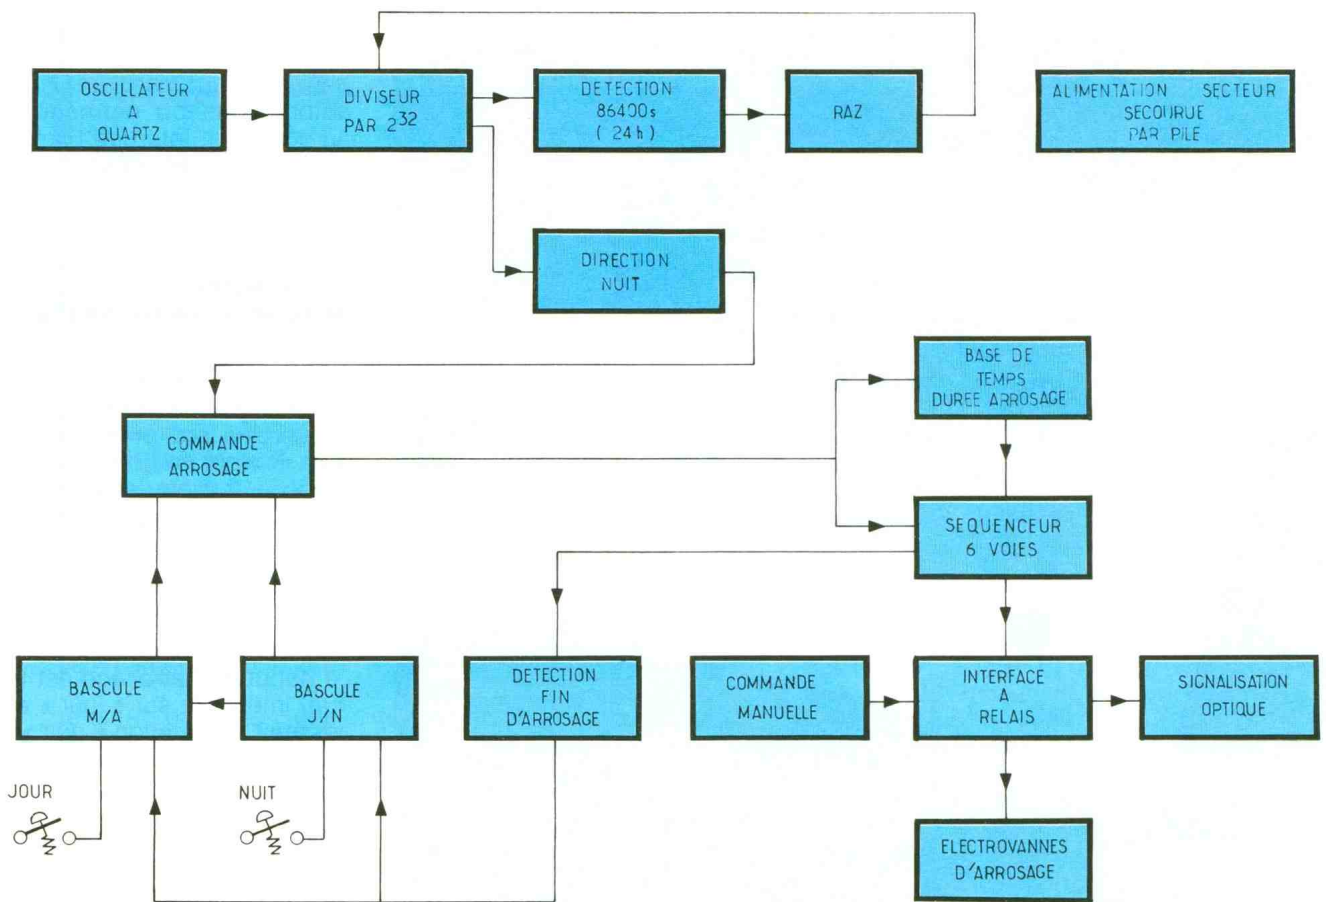 OSCILLATEUR
A
QUARTZ
DIVISEUR
PAR 2³²
DETECTION
86400s
( 24h )
RAZ
ALIMENTATION SECTEUR
SECOURUE
PAR PILE
DIRECTION
NUIT
BASE DE
TEMPS
DUREE ARROSAGE
COMMANDE
ARROSAGE
SEQUENCEUR
6 VOIES
BASCULE
M/A
BASCULE
J/N
DETECTION
FIN
D'ARROSAGE
COMMANDE
MANUELLE
INTERFACE
A
RELAIS
SIGNALISATION
OPTIQUE
JOUR
NUIT
ELECTROVANNES
D'ARROSAGE